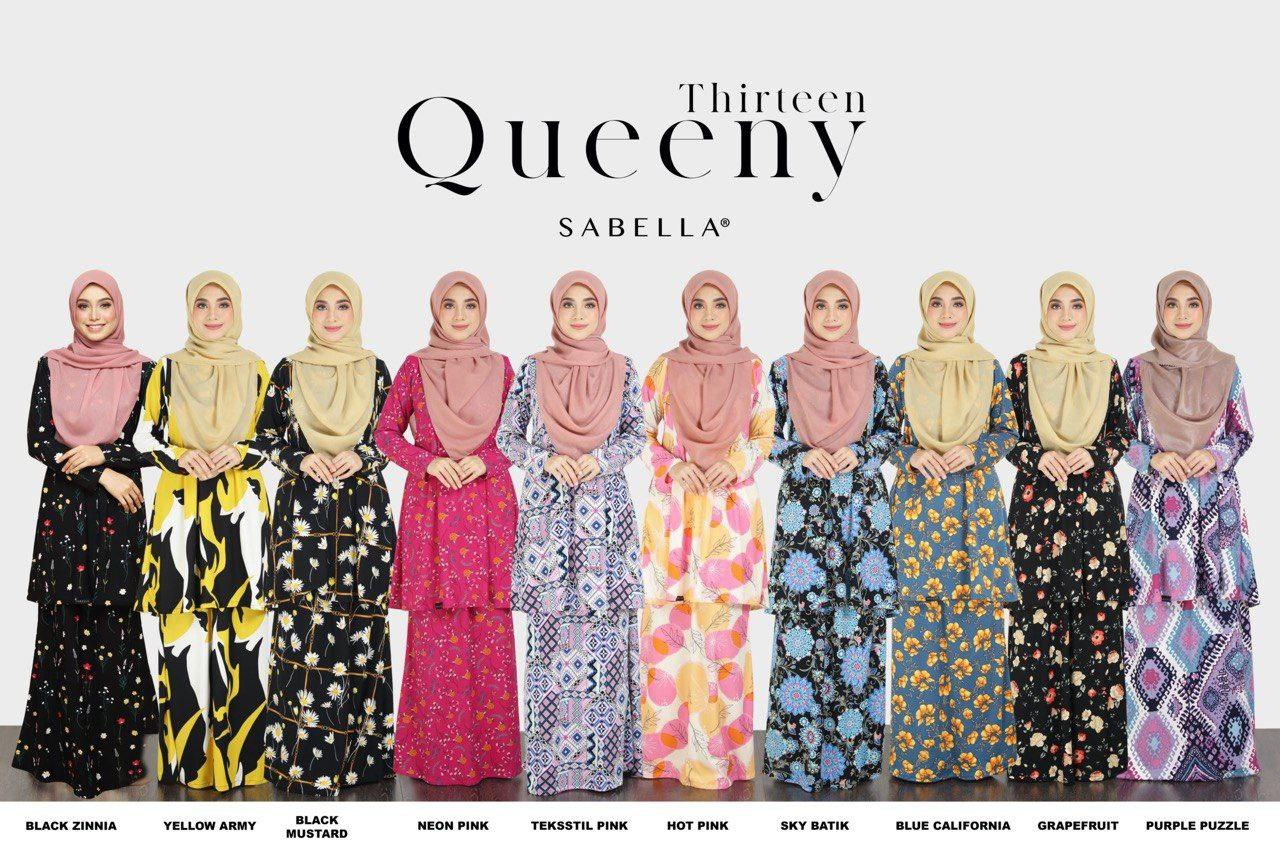 Thirteen
Queeny
SABELLA®
BLACK ZINNIA
YELLOW ARMY
BLACK
MUSTARD
NEON PINK
TEKSSTIL PINK
HOT PINK
SKY BATIK
BLUE CALIFORNIA
GRAPEFRUIT
PURPLE PUZZLE